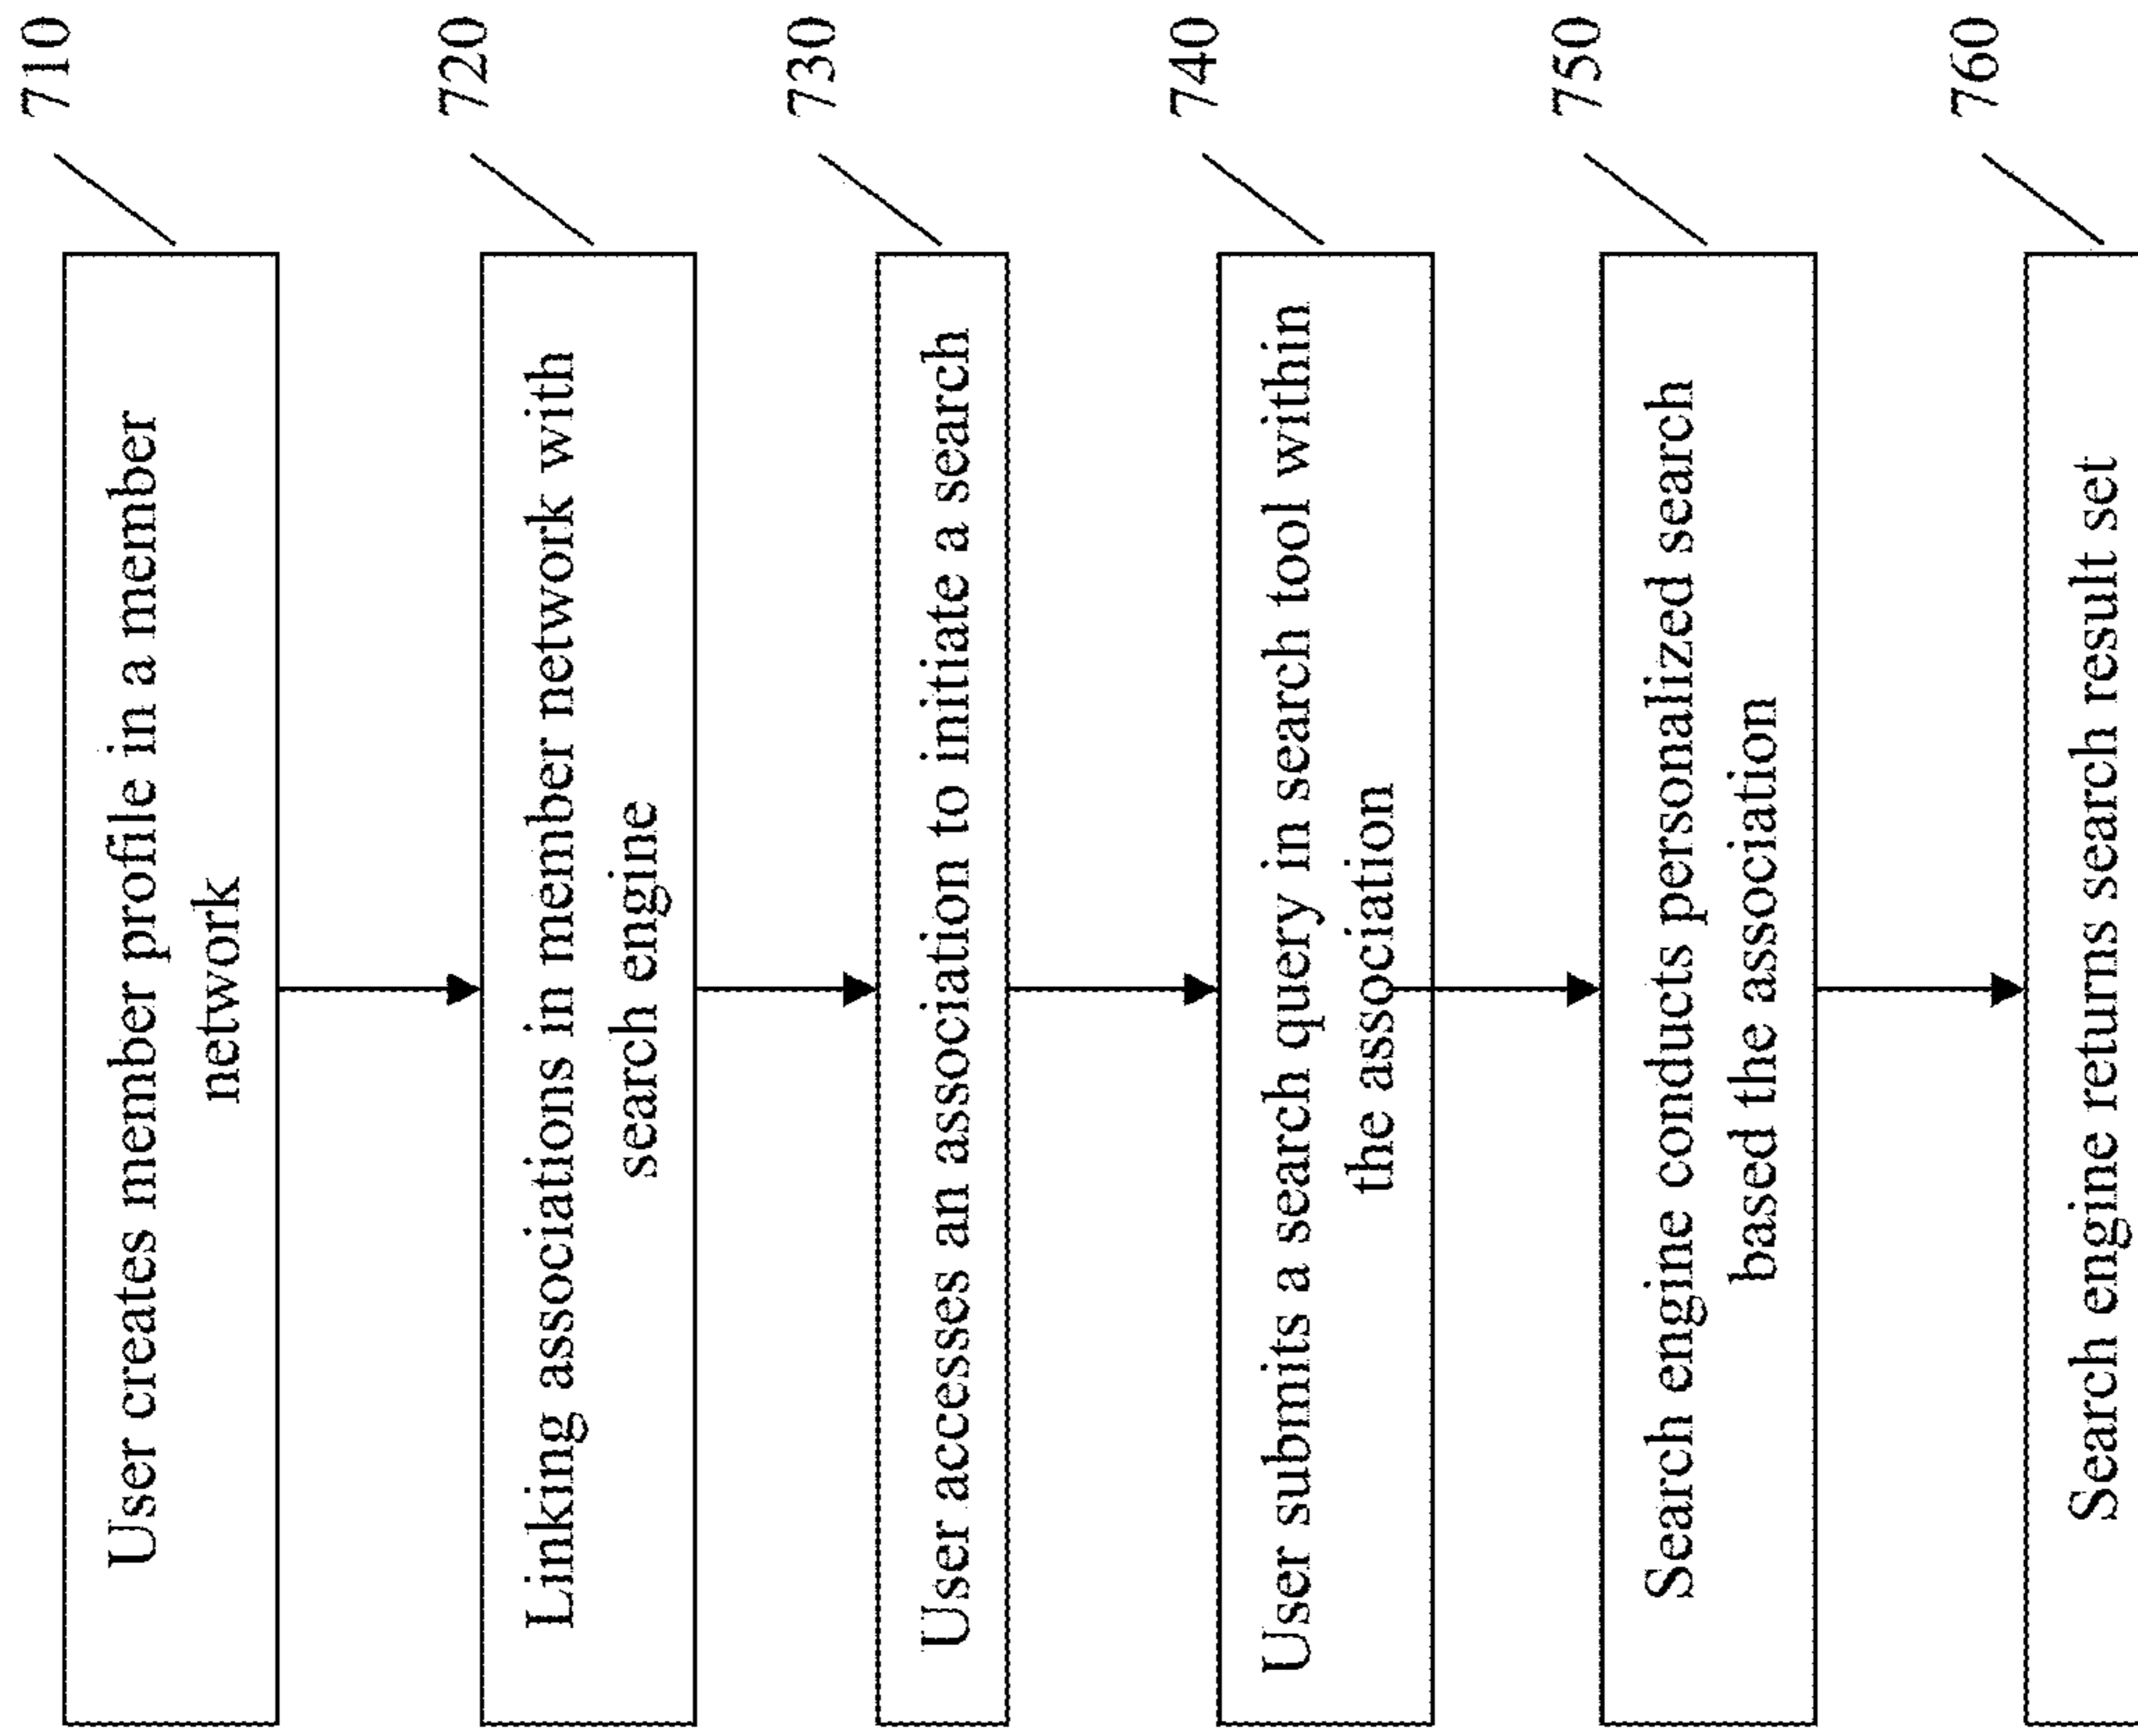 710
User creates member profile in a member
network
720
Linking associations in member network with
search engine
730
User accesses an association to initiate a search
740
User submits a search query in search tool within
the association
750
Search engine conducts personalized search
based the association
760
Search engine returns search result set